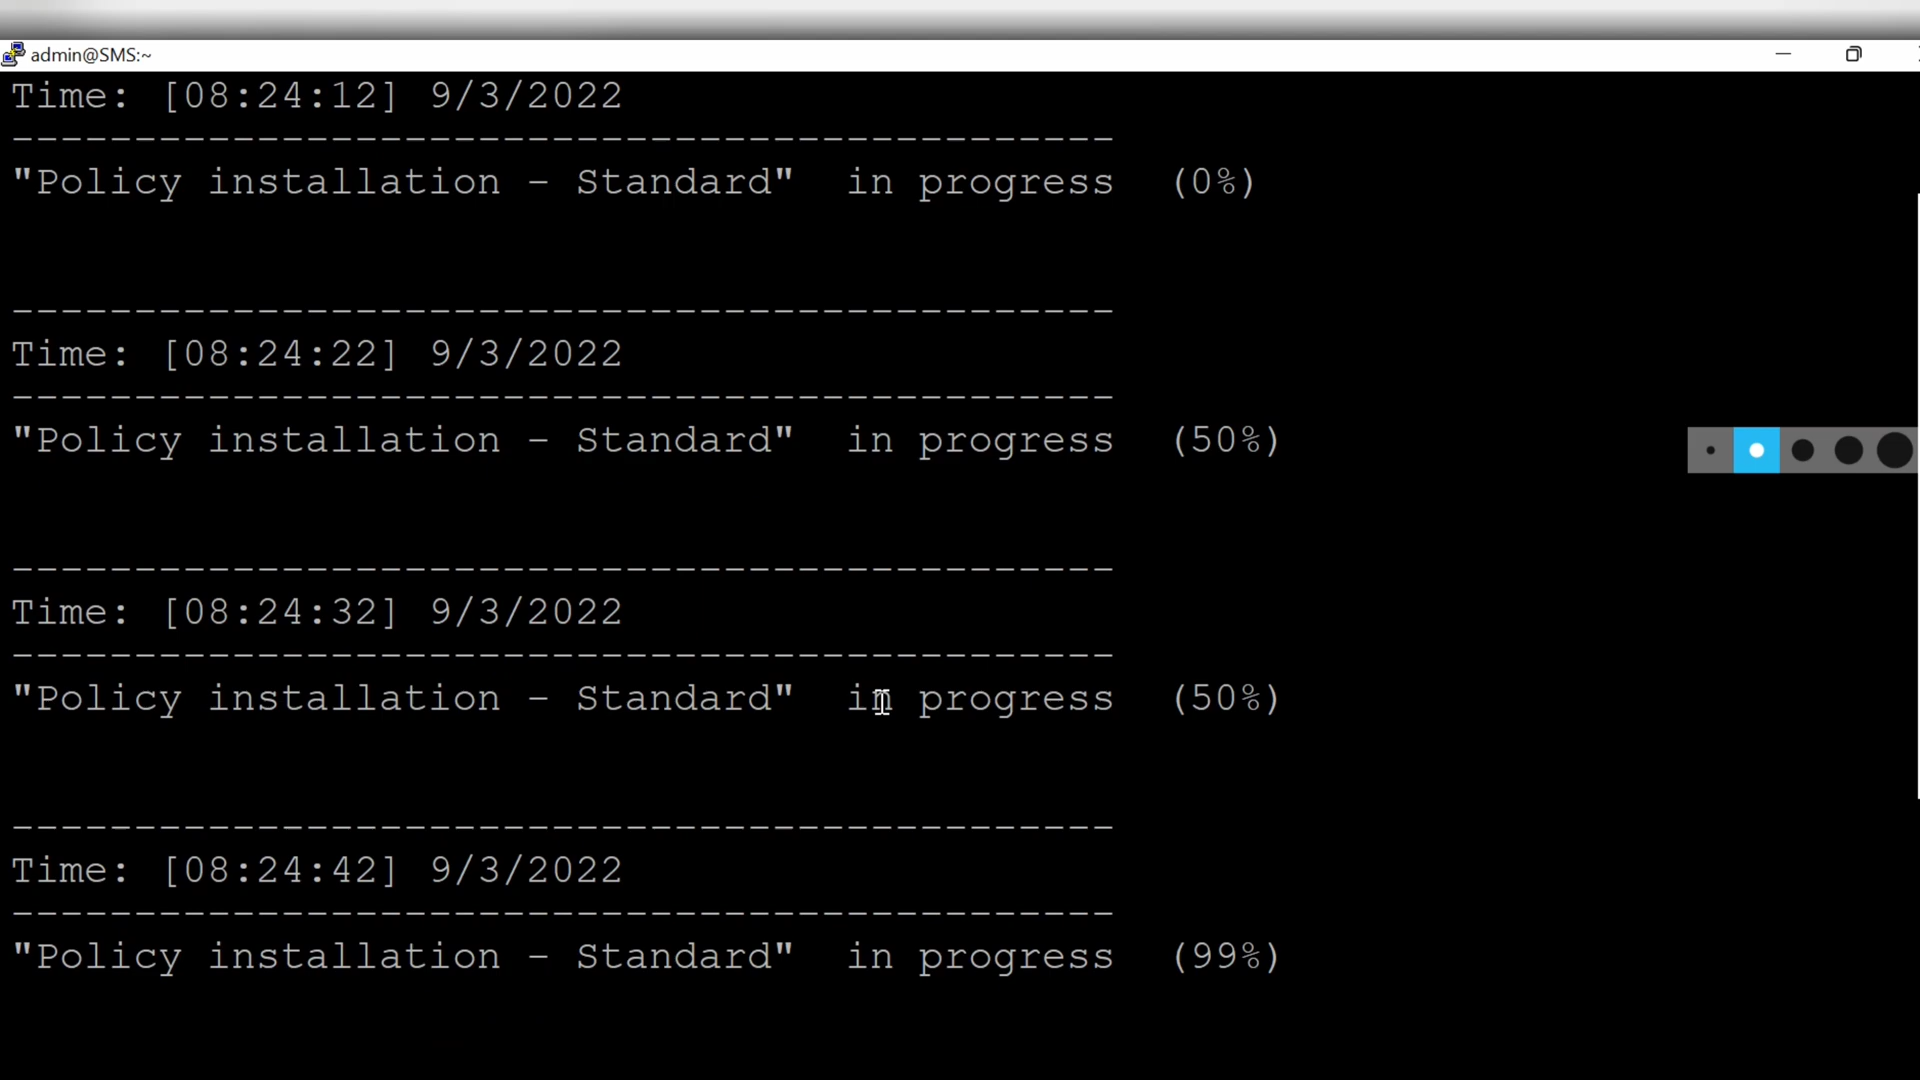 admin@SMS:~
Time: [08:24:12] 9/3/2022
----------------------------------------------
"Policy installation - Standard"  in progress  (0%)
----------------------------------------------
Time: [08:24:22] 9/3/2022
----------------------------------------------
"Policy installation - Standard"  in progress  (50%)
----------------------------------------------
Time: [08:24:32] 9/3/2022
----------------------------------------------
"Policy installation - Standard"  in progress  (50%)
----------------------------------------------
Time: [08:24:42] 9/3/2022
----------------------------------------------
"Policy installation - Standard"  in progress  (99%)